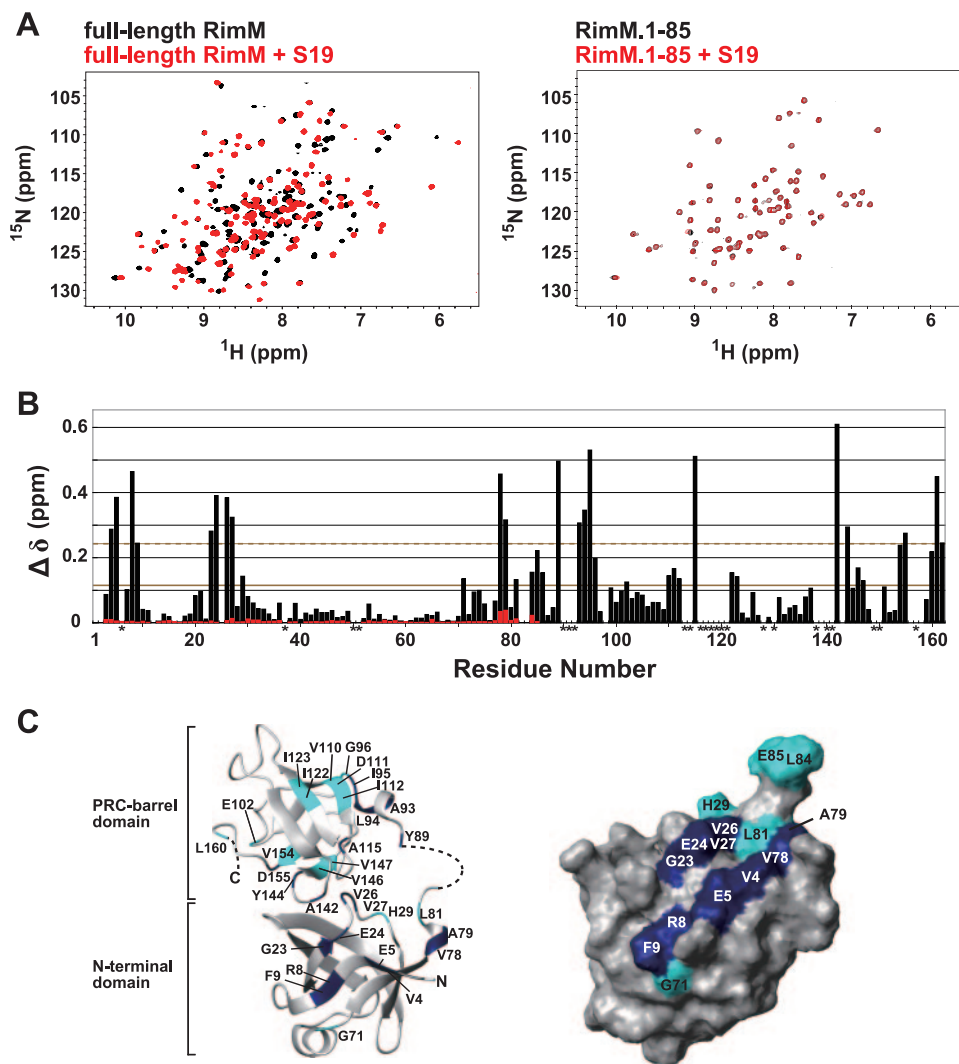 A
full-length RimM
full-length RimM + S19
105
110
115
120
125
130
15N (ppm)
10 9 8 7 6
1H (ppm)
RimM.1-85
RimM.1-85 + S19
105
110
115
120
125
130
15N (ppm)
10 9 8 7 6
1H (ppm)
B
0.6
0.4
0.2
0
Δδ (ppm)
1 20 40 60 80 100 120 140 160
* * ** *** ** ****** * * * ** ** *
Residue Number
C
PRC-barrel
domain
N-terminal
domain
V110 G96
I123 D111
I122 I95
I112
E102 A93
L94
L160 Y89
V154 A115
C
V147
D155 V146
Y144 V26
A142 V27 H29 L81
E24 A79
G23 E5 V78
R8
F9 N
V4
G71
E85 L84
H29 A79
V26
E24 V27 L81
G23 V78
V4
E5
R8
F9
G71